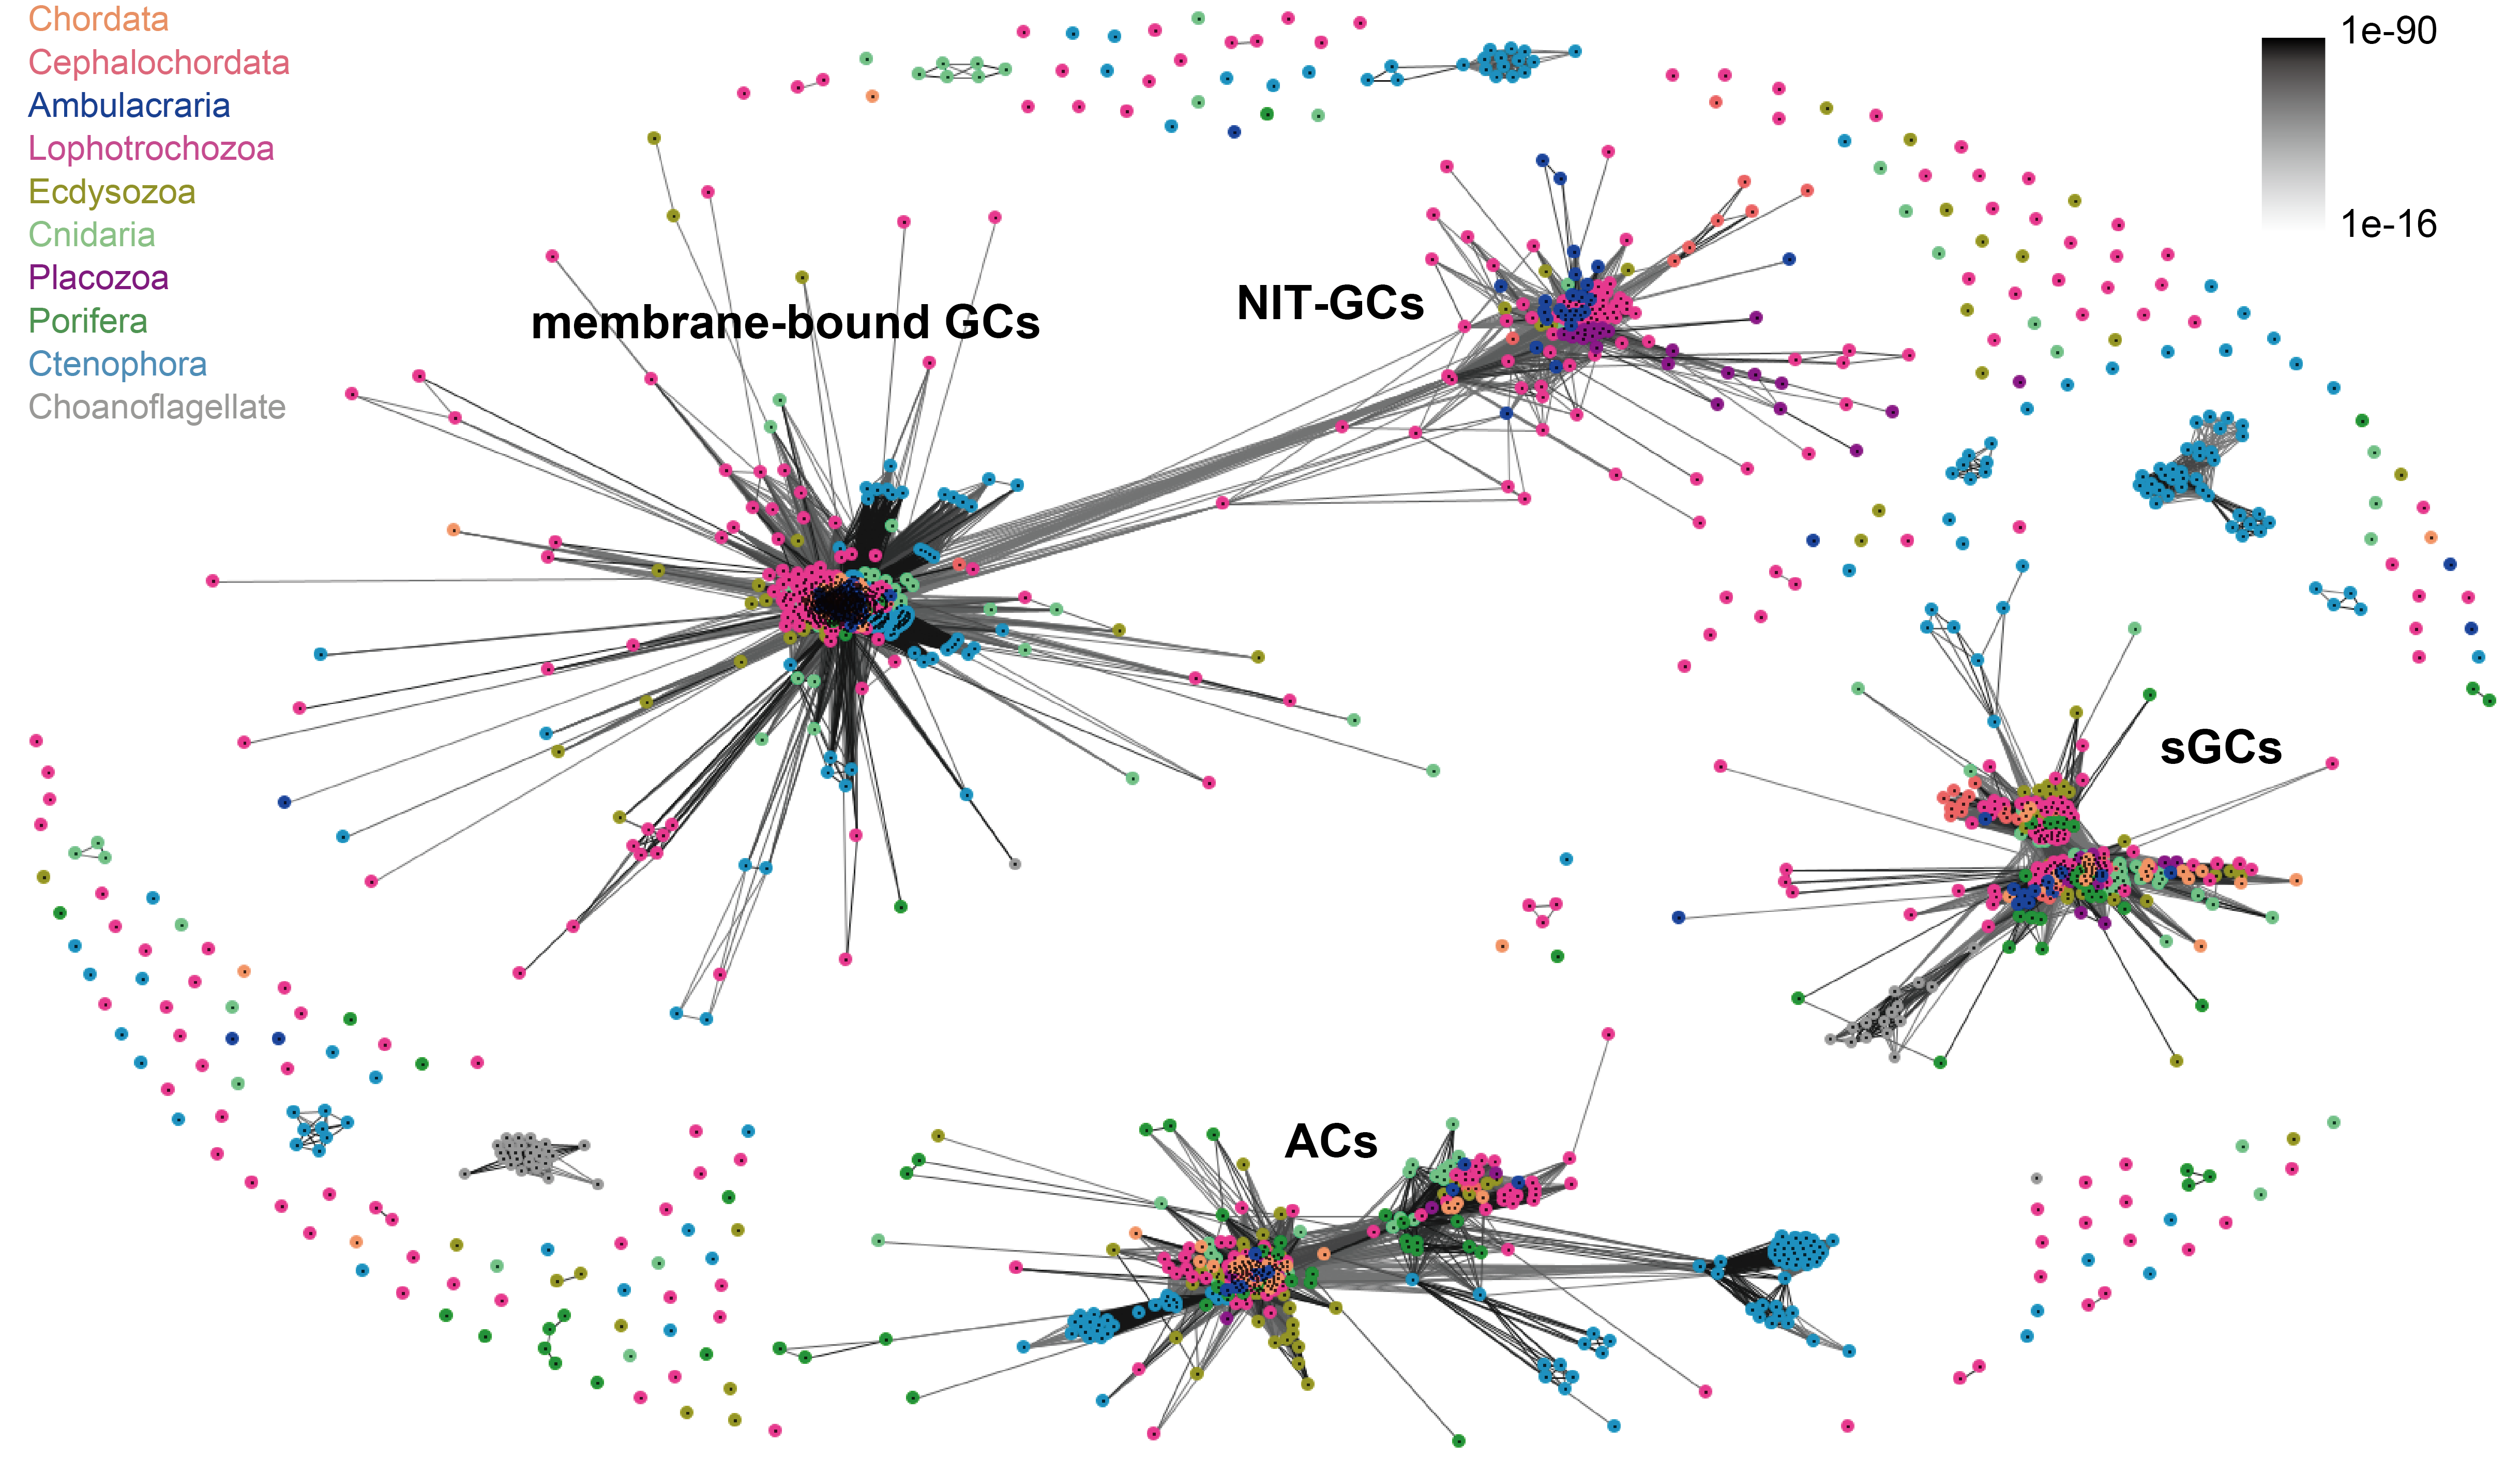 Chordata
Cephalochordata
Ambulacraria
Lophotrochozoa
Ecdysozoa
Cnidaria
Placozoa
Porifera
Ctenophora
Choanoflagellate
1e-90
1e-16
membrane-bound GCs
NIT-GCs
sGCs
ACs